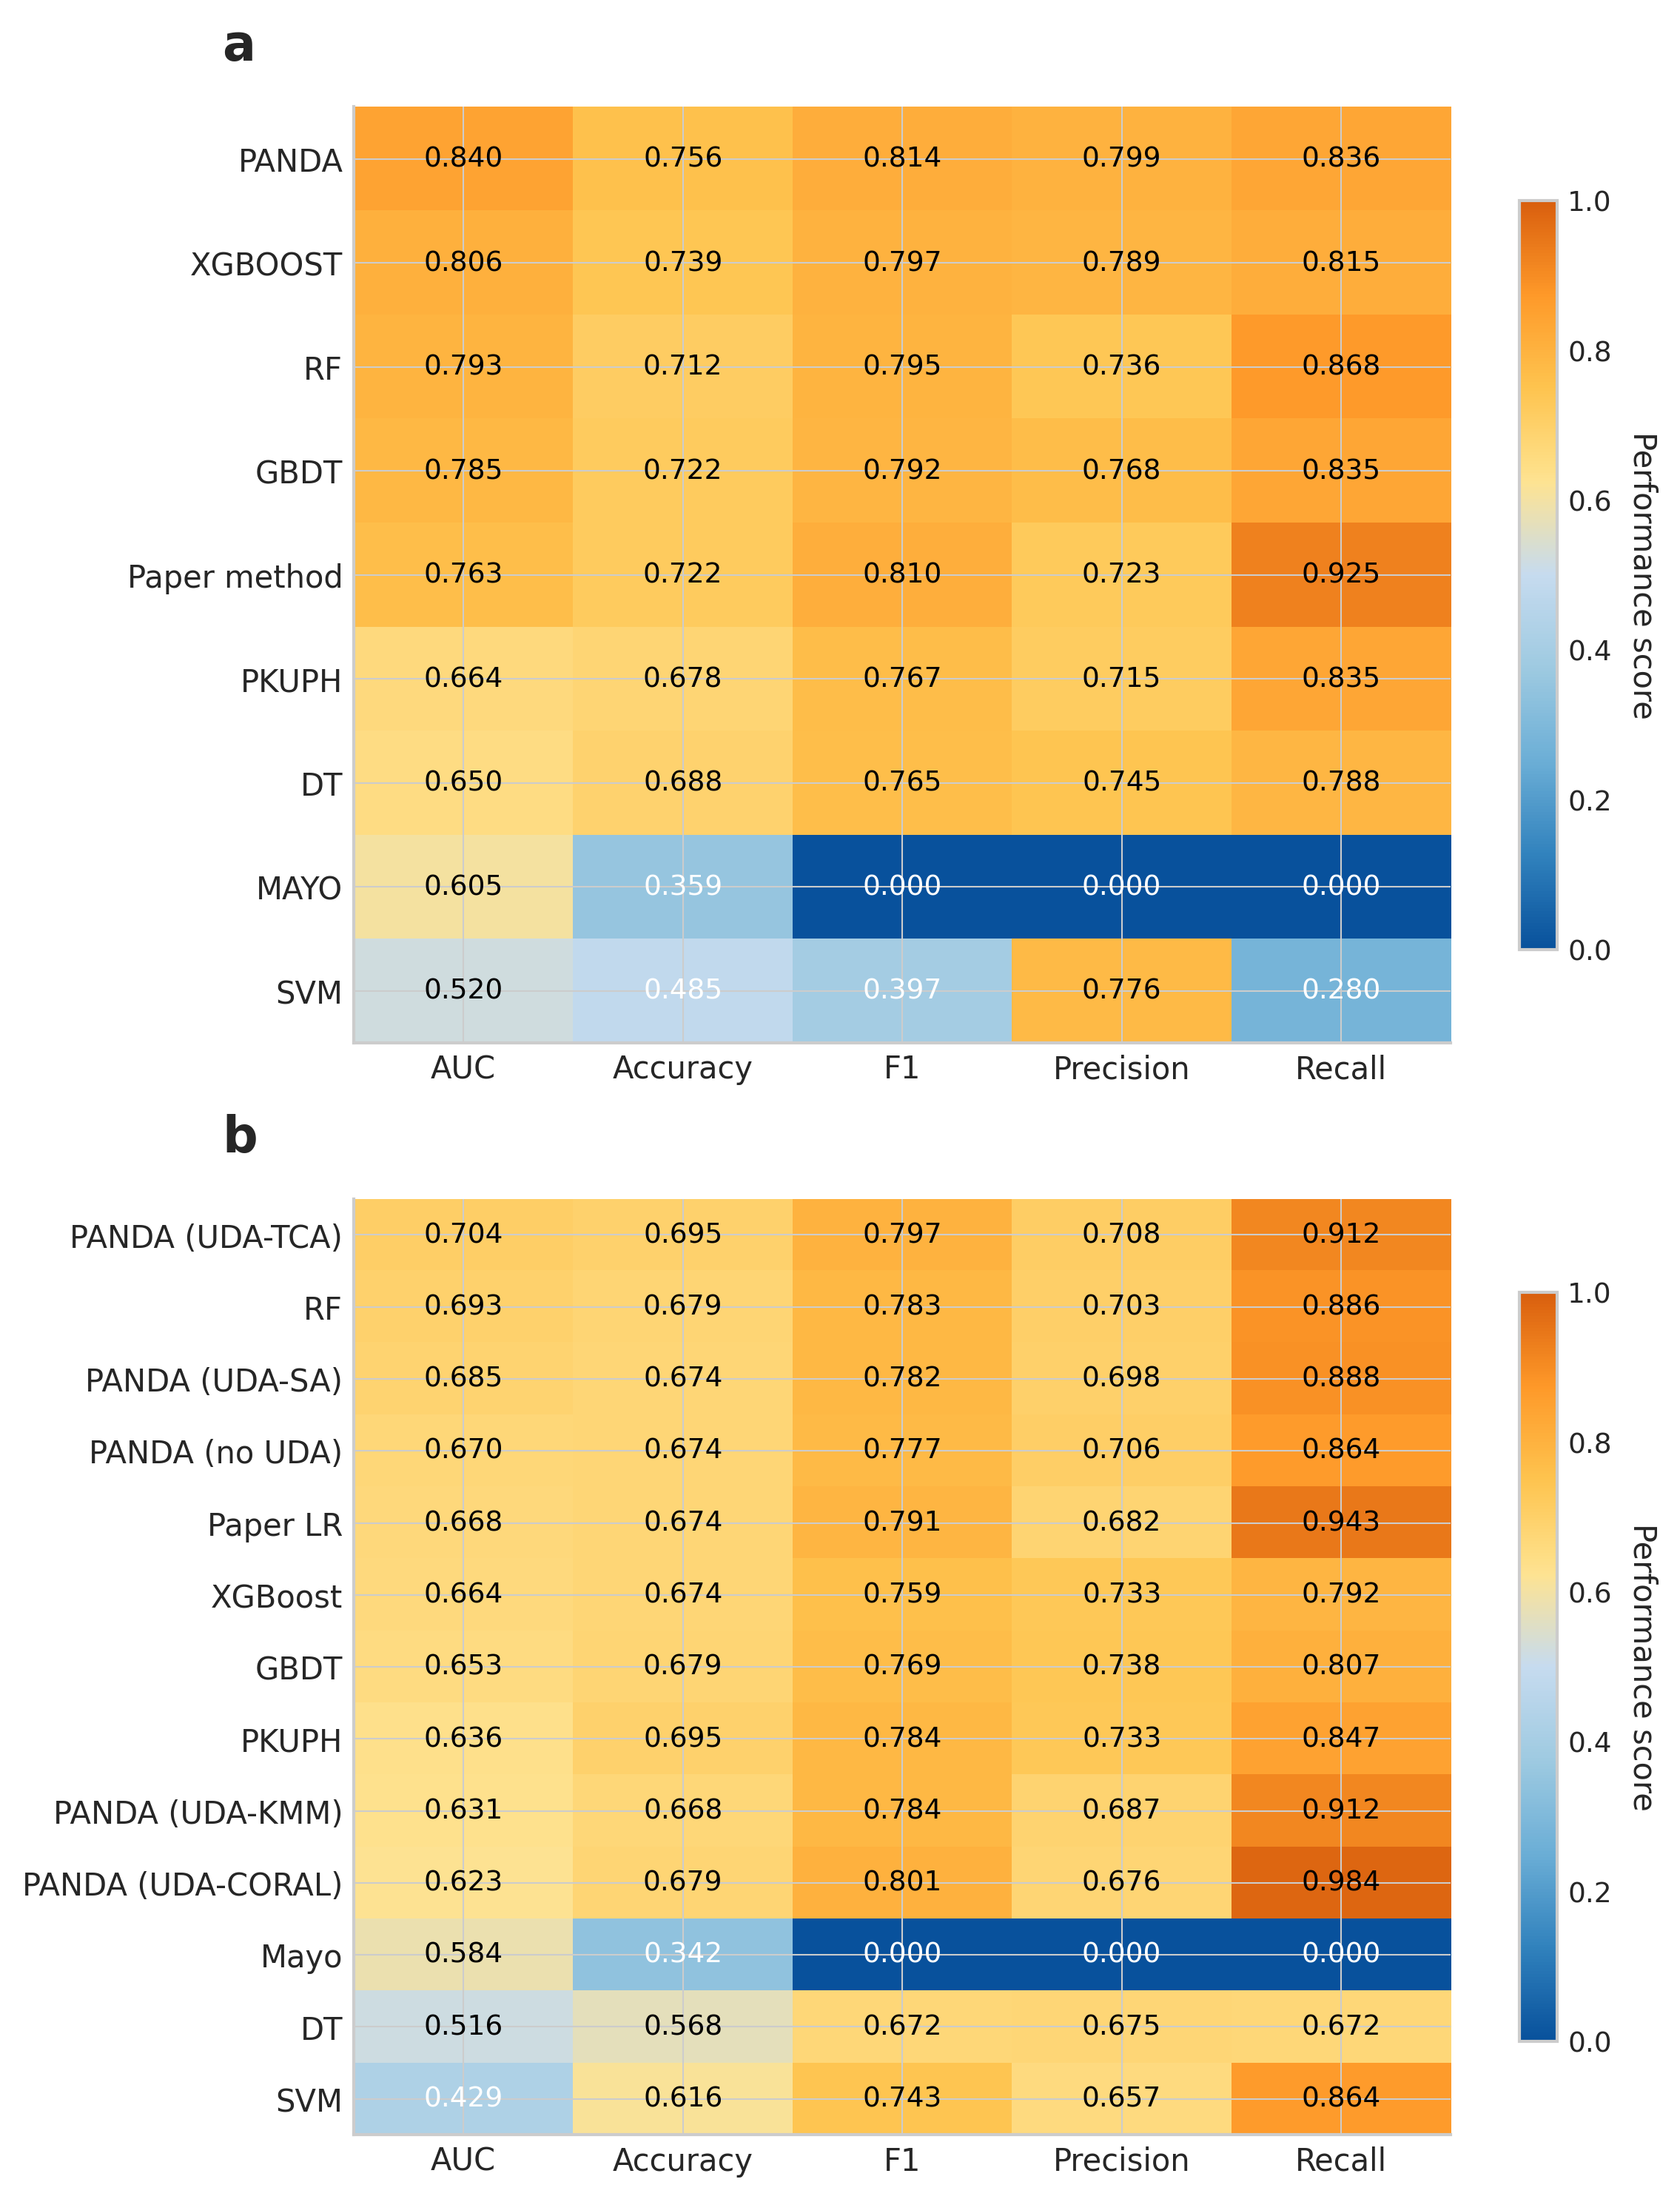 a
PANDA 0.840 0.756 0.814 0.799 0.836
XGBOOST 0.806 0.739 0.797 0.789 0.815
RF 0.793 0.712 0.795 0.736 0.868
GBDT 0.785 0.722 0.792 0.768 0.835
Paper method 0.763 0.722 0.810 0.723 0.925
PKUPH 0.664 0.678 0.767 0.715 0.835
DT 0.650 0.688 0.765 0.745 0.788
MAYO 0.605 0.359 0.000 0.000 0.000
SVM 0.520 0.485 0.397 0.776 0.280
AUC Accuracy F1 Precision Recall
1.0
0.8
0.6
0.4
0.2
0.0
Performance score
b
PANDA (UDA-TCA) 0.704 0.695 0.797 0.708 0.912
RF 0.693 0.679 0.783 0.703 0.886
PANDA (UDA-SA) 0.685 0.674 0.782 0.698 0.888
PANDA (no UDA) 0.670 0.674 0.777 0.706 0.864
Paper LR 0.668 0.674 0.791 0.682 0.943
XGBoost 0.664 0.674 0.759 0.733 0.792
GBDT 0.653 0.679 0.769 0.738 0.807
PKUPH 0.636 0.695 0.784 0.733 0.847
PANDA (UDA-KMM) 0.631 0.668 0.784 0.687 0.912
PANDA (UDA-CORAL) 0.623 0.679 0.801 0.676 0.984
Mayo 0.584 0.342 0.000 0.000 0.000
DT 0.516 0.568 0.672 0.675 0.672
SVM 0.429 0.616 0.743 0.657 0.864
AUC Accuracy F1 Precision Recall
1.0
0.8
0.6
0.4
0.2
0.0
Performance score